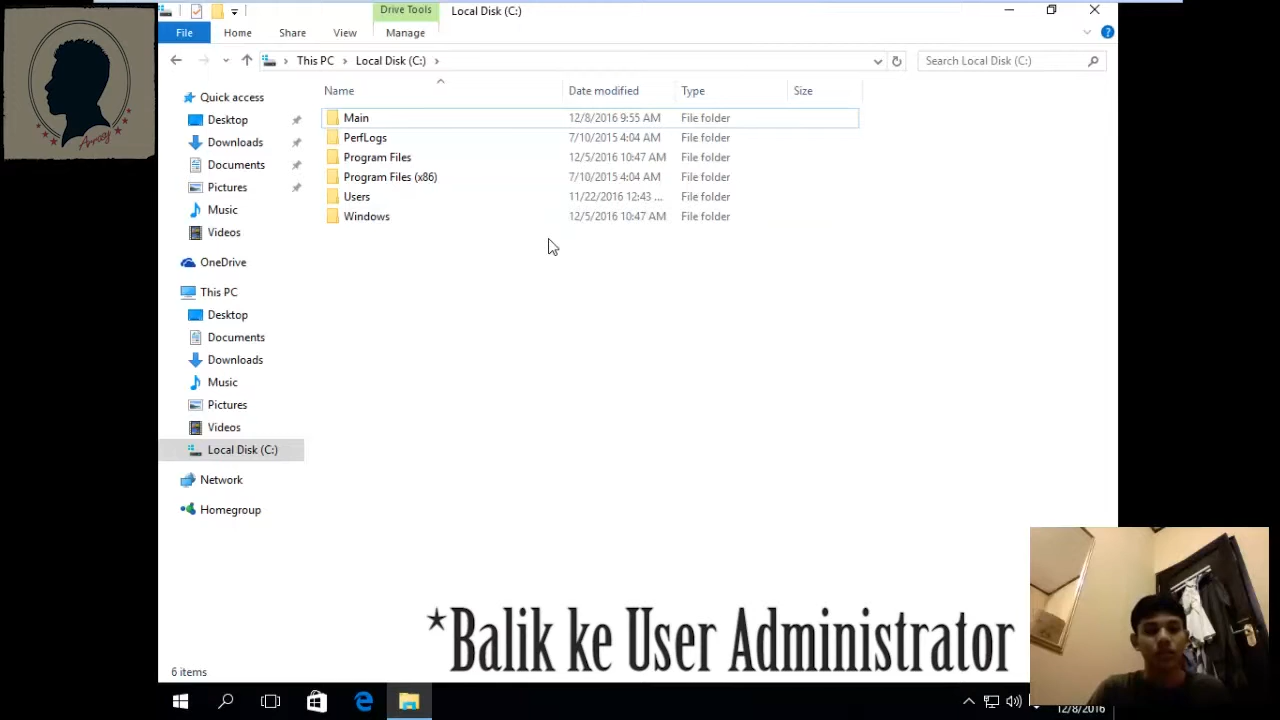 Drive Tools
Local Disk (C:)
File
Home
Share
View
Manage
This PC
Local Disk (C:)
Search Local Disk (C:)
Name
Date modified
Type
Size
Quick access
Desktop
Downloads
Documents
Pictures
Music
Videos
OneDrive
This PC
Desktop
Documents
Downloads
Music
Pictures
Videos
Local Disk (C:)
Network
Homegroup
Main 12/8/2016 9:55 AM File folder
PerfLogs 7/10/2015 4:04 AM File folder
Program Files 12/5/2016 10:47 AM File folder
Program Files (x86) 7/10/2015 4:04 AM File folder
Users 11/22/2016 12:43 ... File folder
Windows 12/5/2016 10:47 AM File folder
*Balik ke User Administrator
6 items
12/8/2016